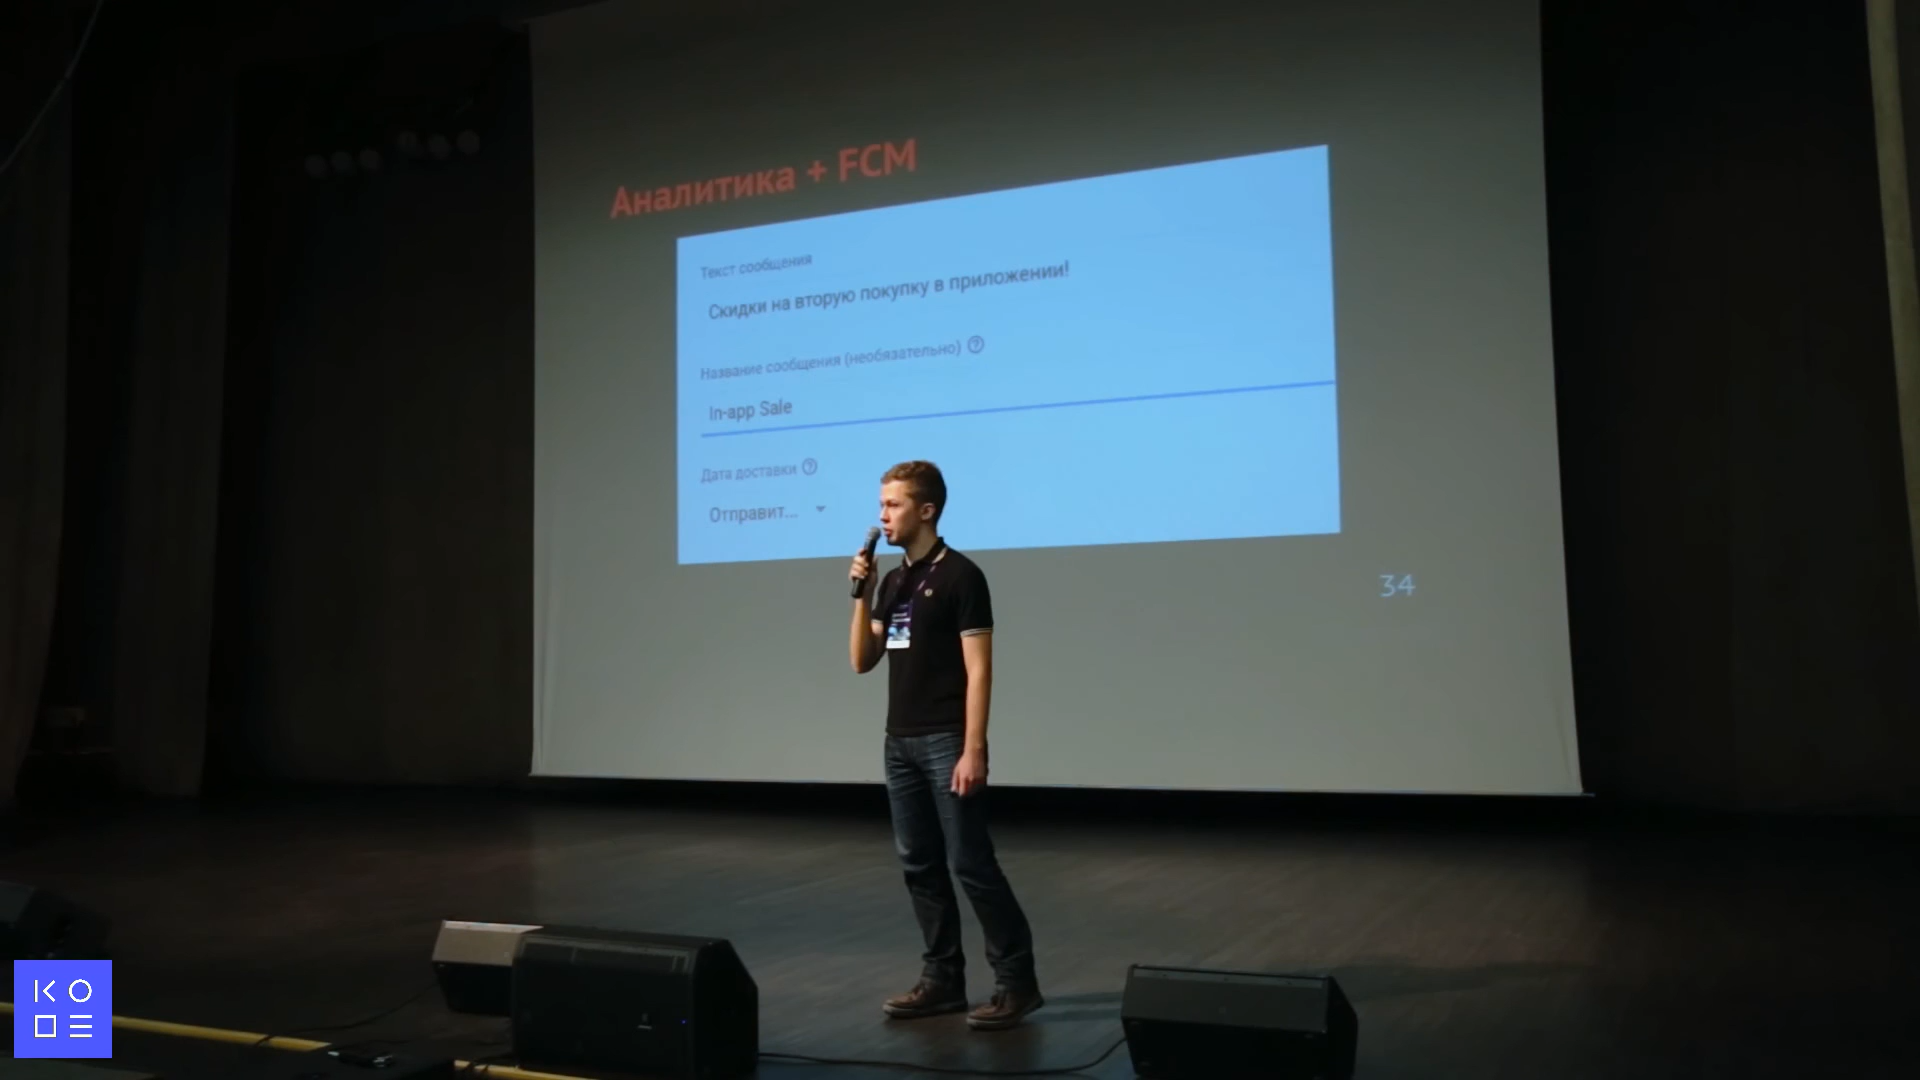 Аналитика + FCM
Текст сообщения
Скидки на вторую покупку в приложении!
Название сообщения (необязательно) ?
In-app Sale
Дата доставки ?
Отправит...
34
KODE